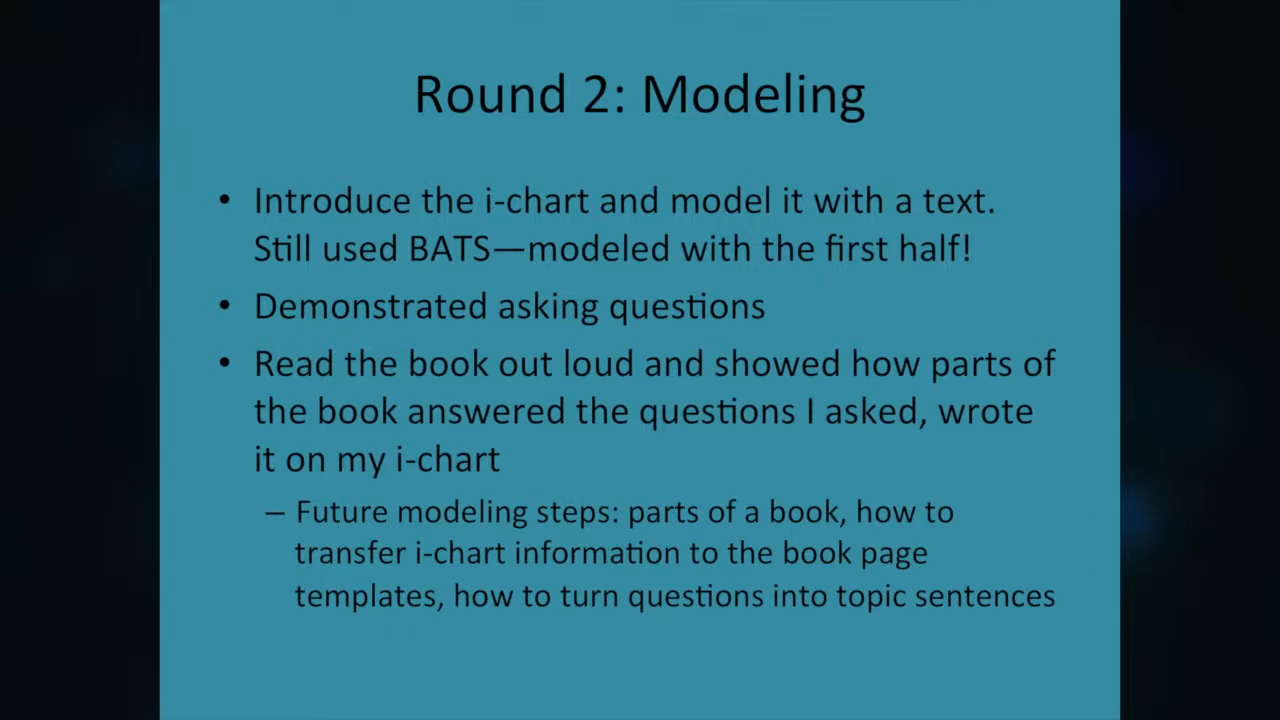 Round 2: Modeling
• Introduce the i-chart and model it with a text.
Still used BATS—modeled with the first half!
• Demonstrated asking questions
• Read the book out loud and showed how parts of
the book answered the questions I asked, wrote
it on my i-chart
– Future modeling steps: parts of a book, how to
transfer i-chart information to the book page
templates, how to turn questions into topic sentences